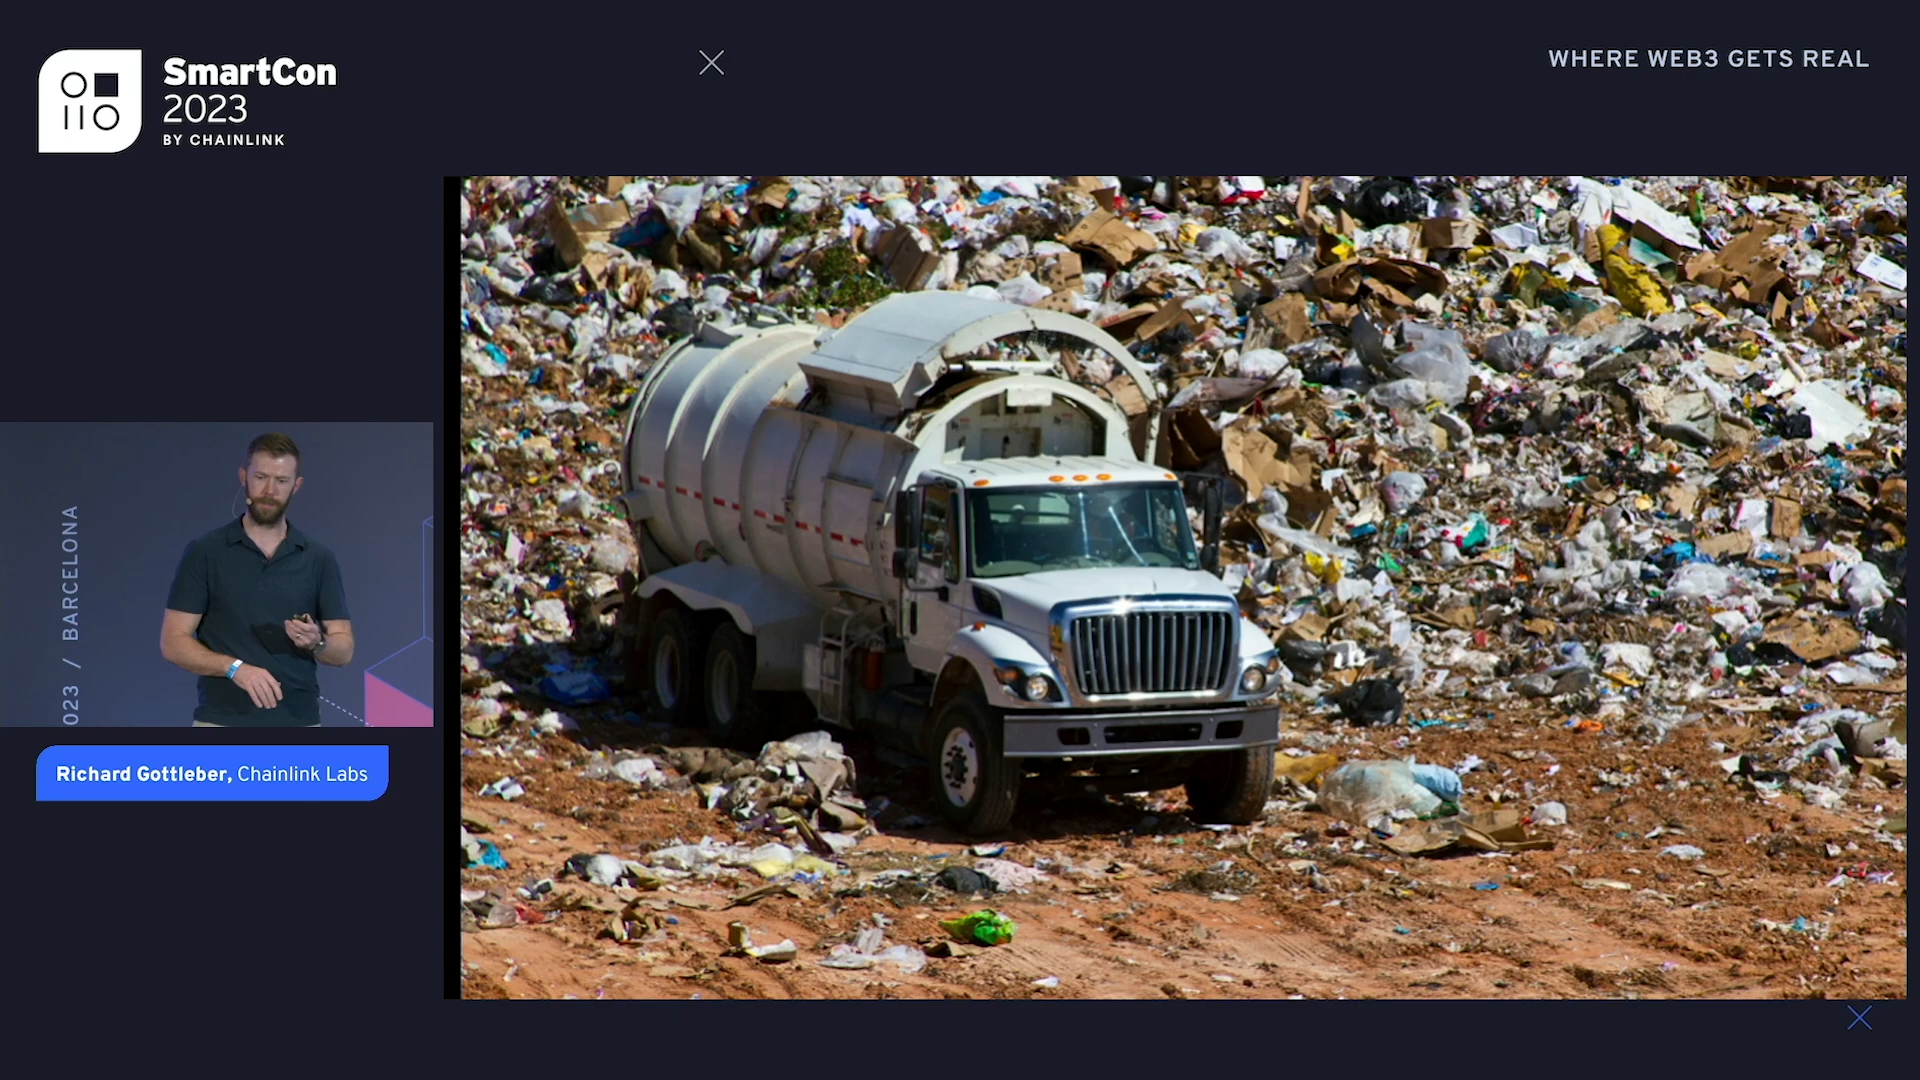 SmartCon
2023
BY CHAINLINK
WHERE WEB3 GETS REAL
023 / BARCELONA
Richard Gottleber, Chainlink Labs